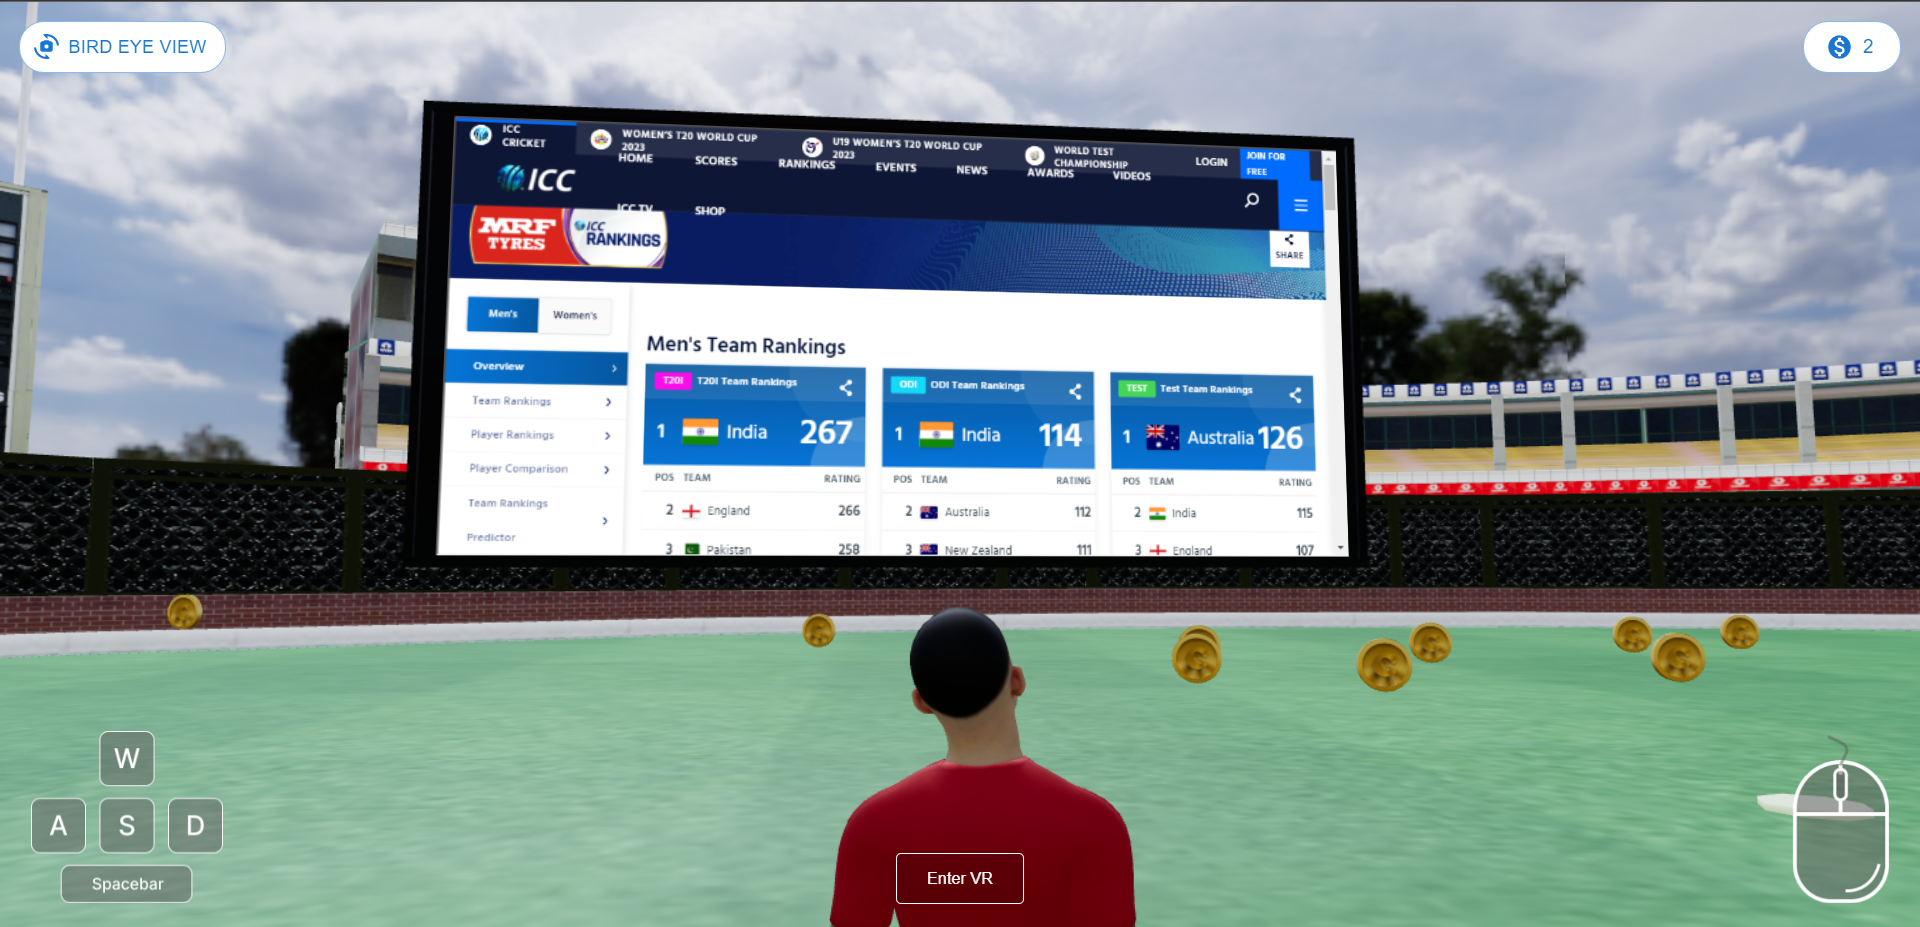 BIRD EYE VIEW
2
ICC
CRICKET
WOMEN'S T20 WORLD CUP
2023
U19 WOMEN'S T20 WORLD CUP
2023
WORLD TEST
CHAMPIONSHIP
LOGIN
JOIN FOR
FREE
HOME
SCORES
RANKINGS
EVENTS
NEWS
AWARDS
VIDEOS
ICC
ICC TV
SHOP
MRF
TYRES
ICC
RANKINGS
SHARE
Men's
Women's
Overview
Team Rankings
Player Rankings
Player Comparison
Team Rankings
Predictor
Men's Team Rankings
T20I T20I Team Rankings
1 India 267
POS TEAM RATING
2 England 266
3 Pakistan 258
ODI ODI Team Rankings
1 India 114
POS TEAM RATING
2 Australia 112
3 New Zealand 111
TEST Test Team Rankings
1 Australia 126
POS TEAM RATING
2 India 115
3 England 107
W
A S D
Spacebar
Enter VR